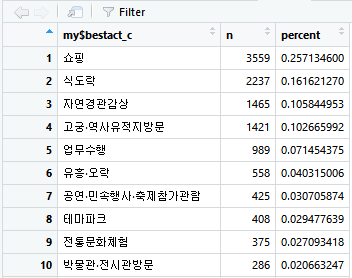 Filter
my$bestact_c n percent
1 쇼핑 3559 0.257134600
2 식도락 2237 0.161621270
3 자연경관감상 1465 0.105844953
4 고궁·역사유적지방문 1421 0.102665992
5 업무수행 989 0.071454375
6 유흥·오락 558 0.040315006
7 공연·민속행사·축제참가관람 425 0.030705874
8 테마파크 408 0.029477639
9 전통문화체험 375 0.027093418
10 박물관·전시관방문 286 0.020663247